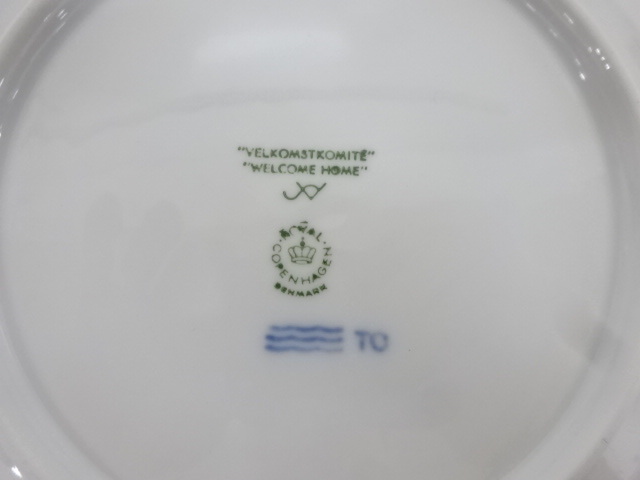 "VELKOMSTKOMITÉ"
"WELCOME HOME"
ROYAL
COPENHAGEN
DENMARK
TO